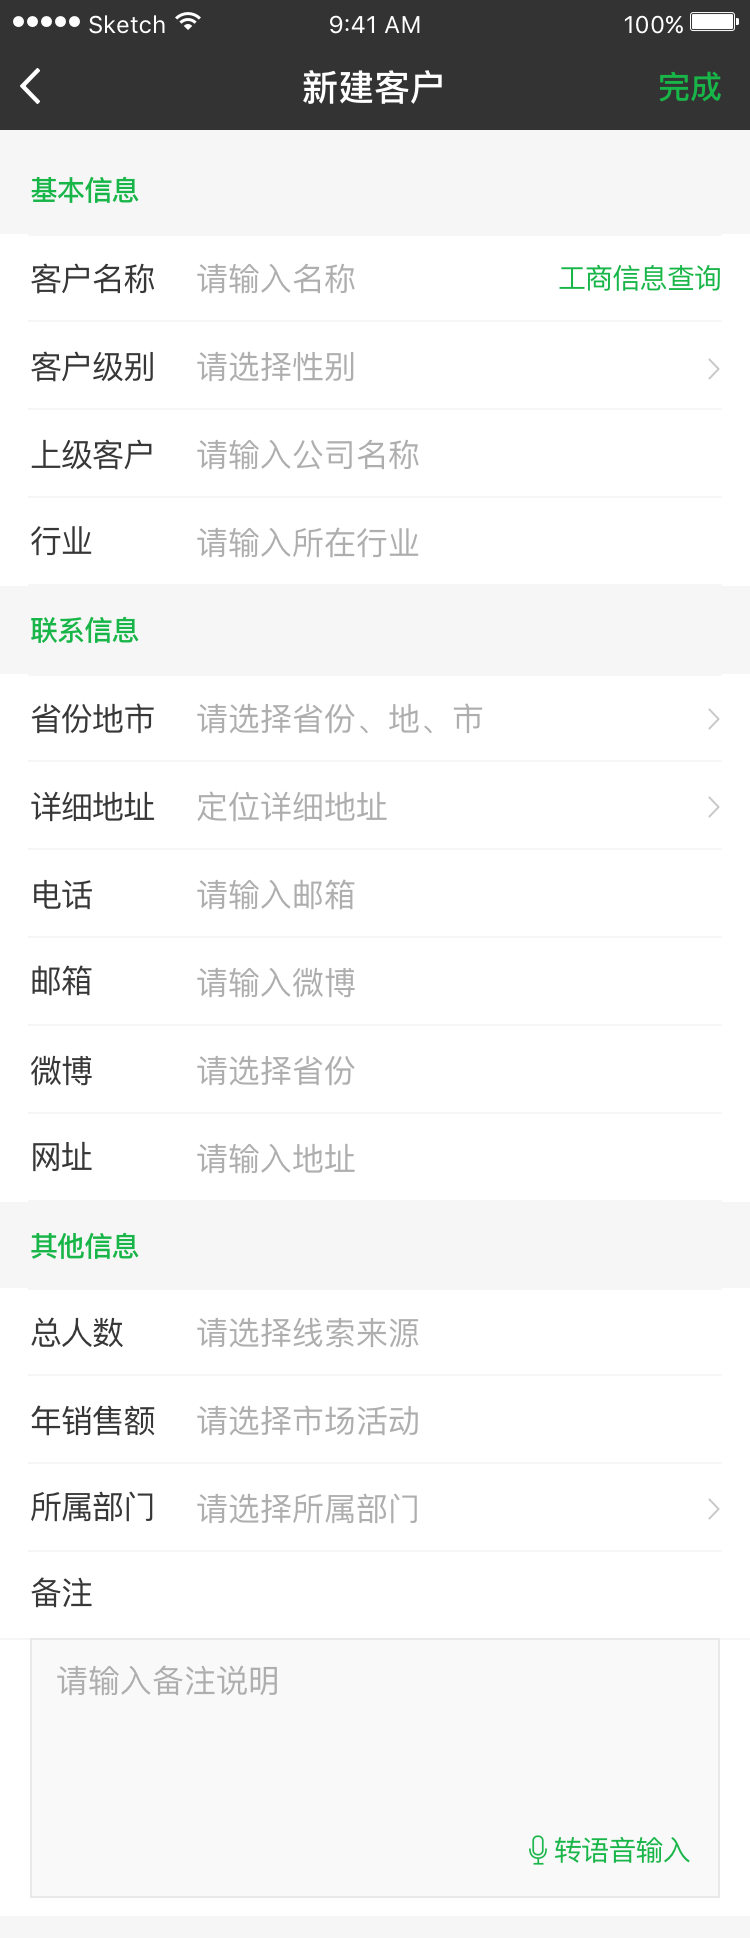 Sketch 9:41 AM 100%
新建客户 完成
基本信息
客户名称 请输入名称 工商信息查询
客户级别 请选择性别
上级客户 请输入公司名称
行业 请输入所在行业
联系信息
省份地市 请选择省份、地、市
详细地址 定位详细地址
电话 请输入邮箱
邮箱 请输入微博
微博 请选择省份
网址 请输入地址
其他信息
总人数 请选择线索来源
年销售额 请选择市场活动
所属部门 请选择所属部门
备注
请输入备注说明
转语音输入